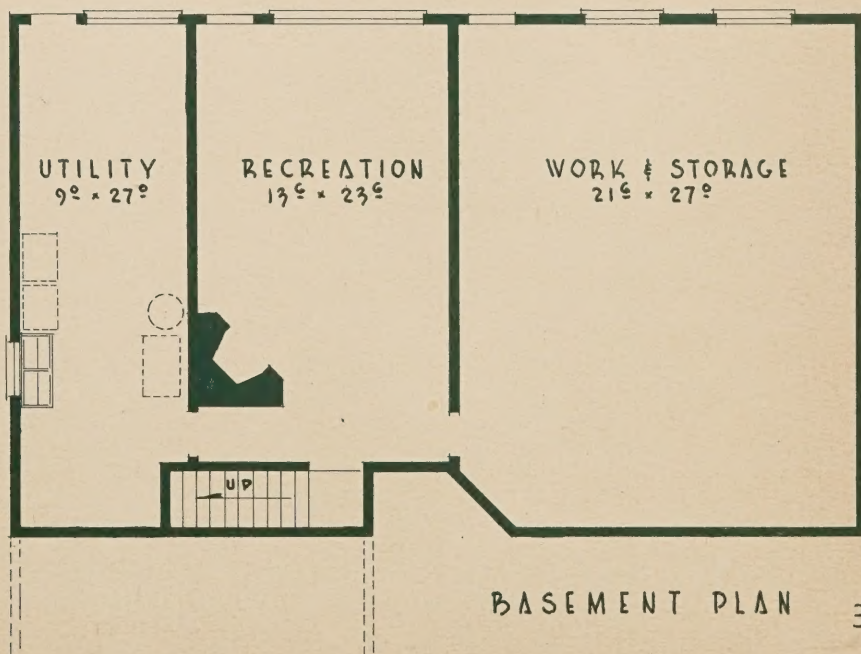 UTILITY
9⁰ × 27⁰
RECREATION
13⁶ × 23⁶
WORK & STORAGE
21⁶ × 27⁰
UP
BASEMENT PLAN